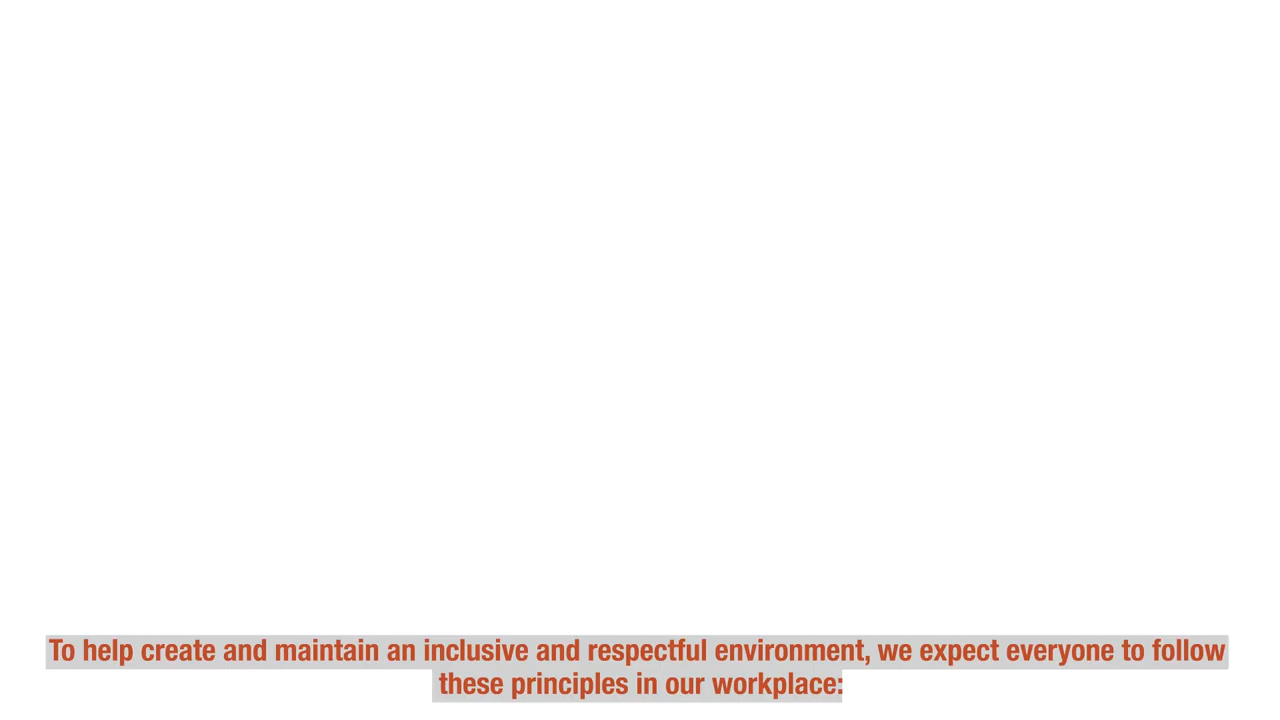 To help create and maintain an inclusive and respectful environment, we expect everyone to follow
these principles in our workplace: